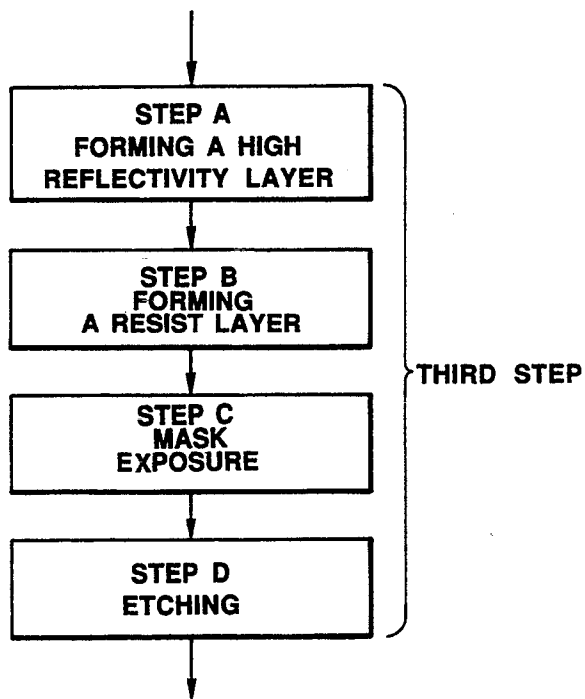 STEP A
FORMING A HIGH
REFLECTIVITY LAYER
STEP B
FORMING
A RESIST LAYER
STEP C
MASK
EXPOSURE
STEP D
ETCHING
THIRD STEP